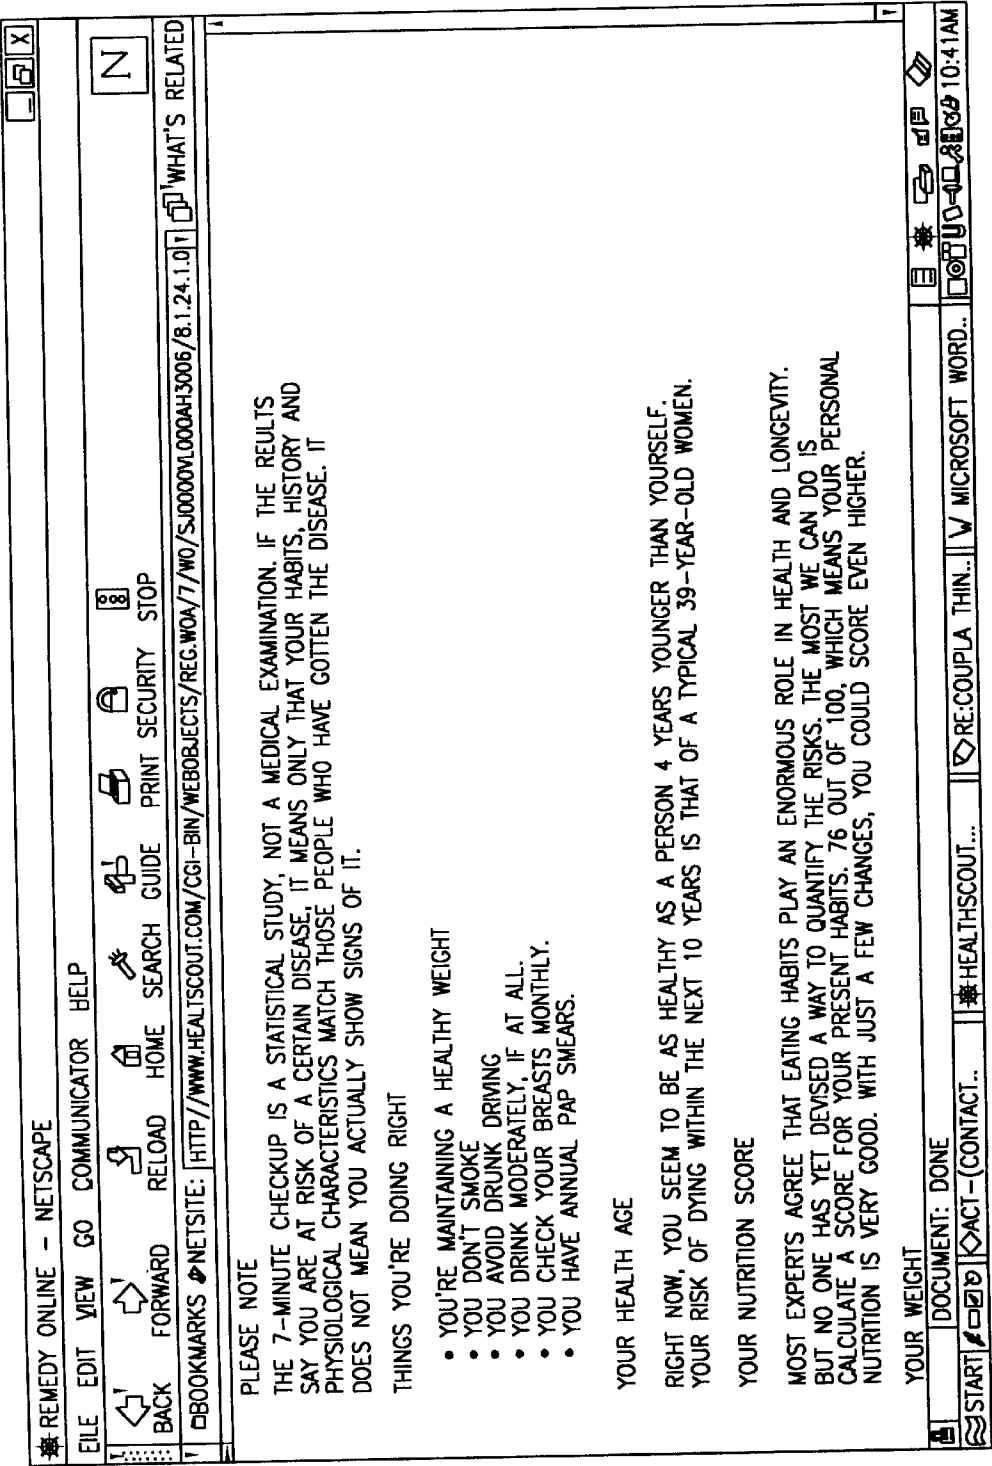 REMEDY ONLINE - NETSCAPE
EILE EDIT VIEW GO COMMUNICATOR HELP
BACK FORWARD RELOAD HOME SEARCH GUIDE PRINT SECURITY STOP
N
BOOKMARKS NETSITE: HTTP//WWW.HEALTSCOUT.COM/CGI-BIN/WEBOBJECTS/REG.WOA/7/WO/SJ0000VL000AH3006/8.1.24.1.0 WHAT'S RELATED
PLEASE NOTE
THE 7-MINUTE CHECKUP IS A STATISTICAL STUDY, NOT A MEDICAL EXAMINATION. IF THE REULTS
SAY YOU ARE AT RISK OF A CERTAIN DISEASE, IT MEANS ONLY THAT YOUR HABITS, HISTORY AND
PHYSIOLOGICAL CHARACTERISTICS MATCH THOSE PEOPLE WHO HAVE GOTTEN THE DISEASE. IT
DOES NOT MEAN YOU ACTUALLY SHOW SIGNS OF IT.
THINGS YOU'RE DOING RIGHT
• YOU'RE MAINTAINING A HEALTHY WEIGHT
• YOU DON'T SMOKE
• YOU AVOID DRUNK DRIVING
• YOU DRINK MODERATELY, IF AT ALL.
• YOU CHECK YOUR BREASTS MONTHLY.
• YOU HAVE ANNUAL PAP SMEARS.
YOUR HEALTH AGE
RIGHT NOW, YOU SEEM TO BE AS HEALTHY AS A PERSON 4 YEARS YOUNGER THAN YOURSELF.
YOUR RISK OF DYING WITHIN THE NEXT 10 YEARS IS THAT OF A TYPICAL 39-YEAR-OLD WOMEN.
YOUR NUTRITION SCORE
MOST EXPERTS AGREE THAT EATING HABITS PLAY AN ENORMOUS ROLE IN HEALTH AND LONGEVITY.
BUT NO ONE HAS YET DEVISED A WAY TO QUANTIFY THE RISKS. THE MOST WE CAN DO IS
CALCULATE A SCORE FOR YOUR PRESENT HABITS. 76 OUT OF 100, WHICH MEANS YOUR PERSONAL
NUTRITION IS VERY GOOD. WITH JUST A FEW CHANGES, YOU COULD SCORE EVEN HIGHER.
YOUR WEIGHT
DOCUMENT: DONE
START ACT-(CONTACT... HEALTHSCOUT... RE:COUPLA THIN... W MICROSOFT WORD... 10:41AM